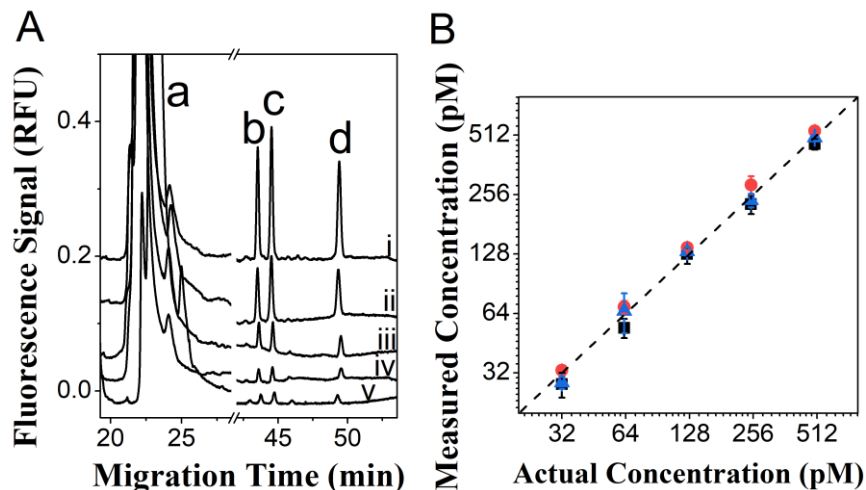 A
Fluorescence Signal (RFU)
0.4
0.2
0.0
a
b
c
d
i
ii
iii
iv
v
20
25
45
50
Migration Time (min)
B
Measured Concentration (pM)
512
256
128
64
32
32
64
128
256
512
Actual Concentration (pM)